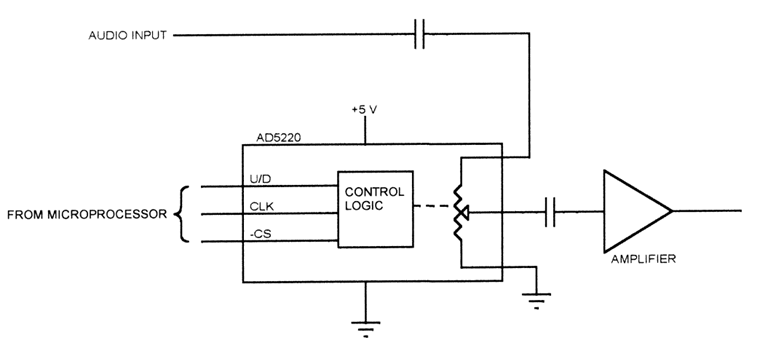 AUDIO INPUT
+5 V
AD5220
U/D
CLK
-CS
FROM MICROPROCESSOR
CONTROL
LOGIC
AMPLIFIER